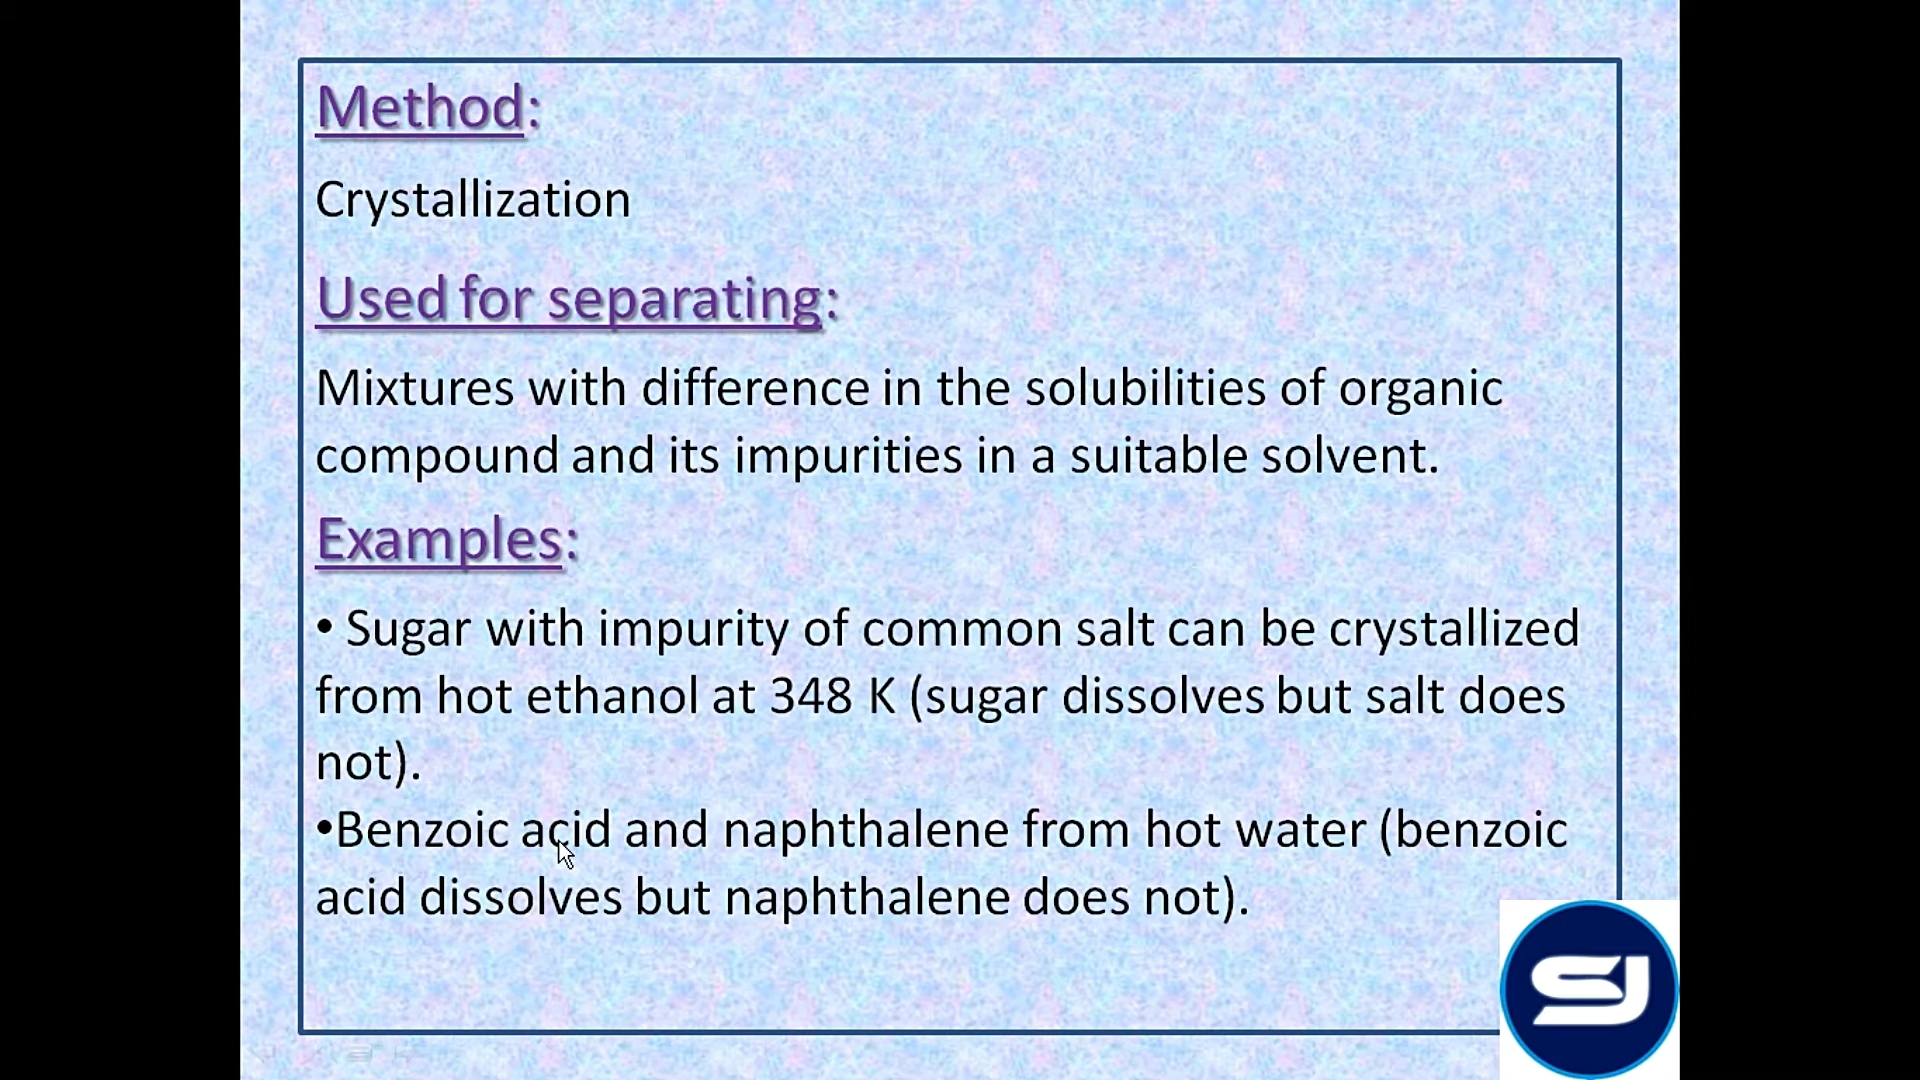 Method:
Crystallization
Used for separating:
Mixtures with difference in the solubilities of organic
compound and its impurities in a suitable solvent.
Examples:
• Sugar with impurity of common salt can be crystallized
from hot ethanol at 348 K (sugar dissolves but salt does
not).
•Benzoic acid and naphthalene from hot water (benzoic
acid dissolves but naphthalene does not).
SJ